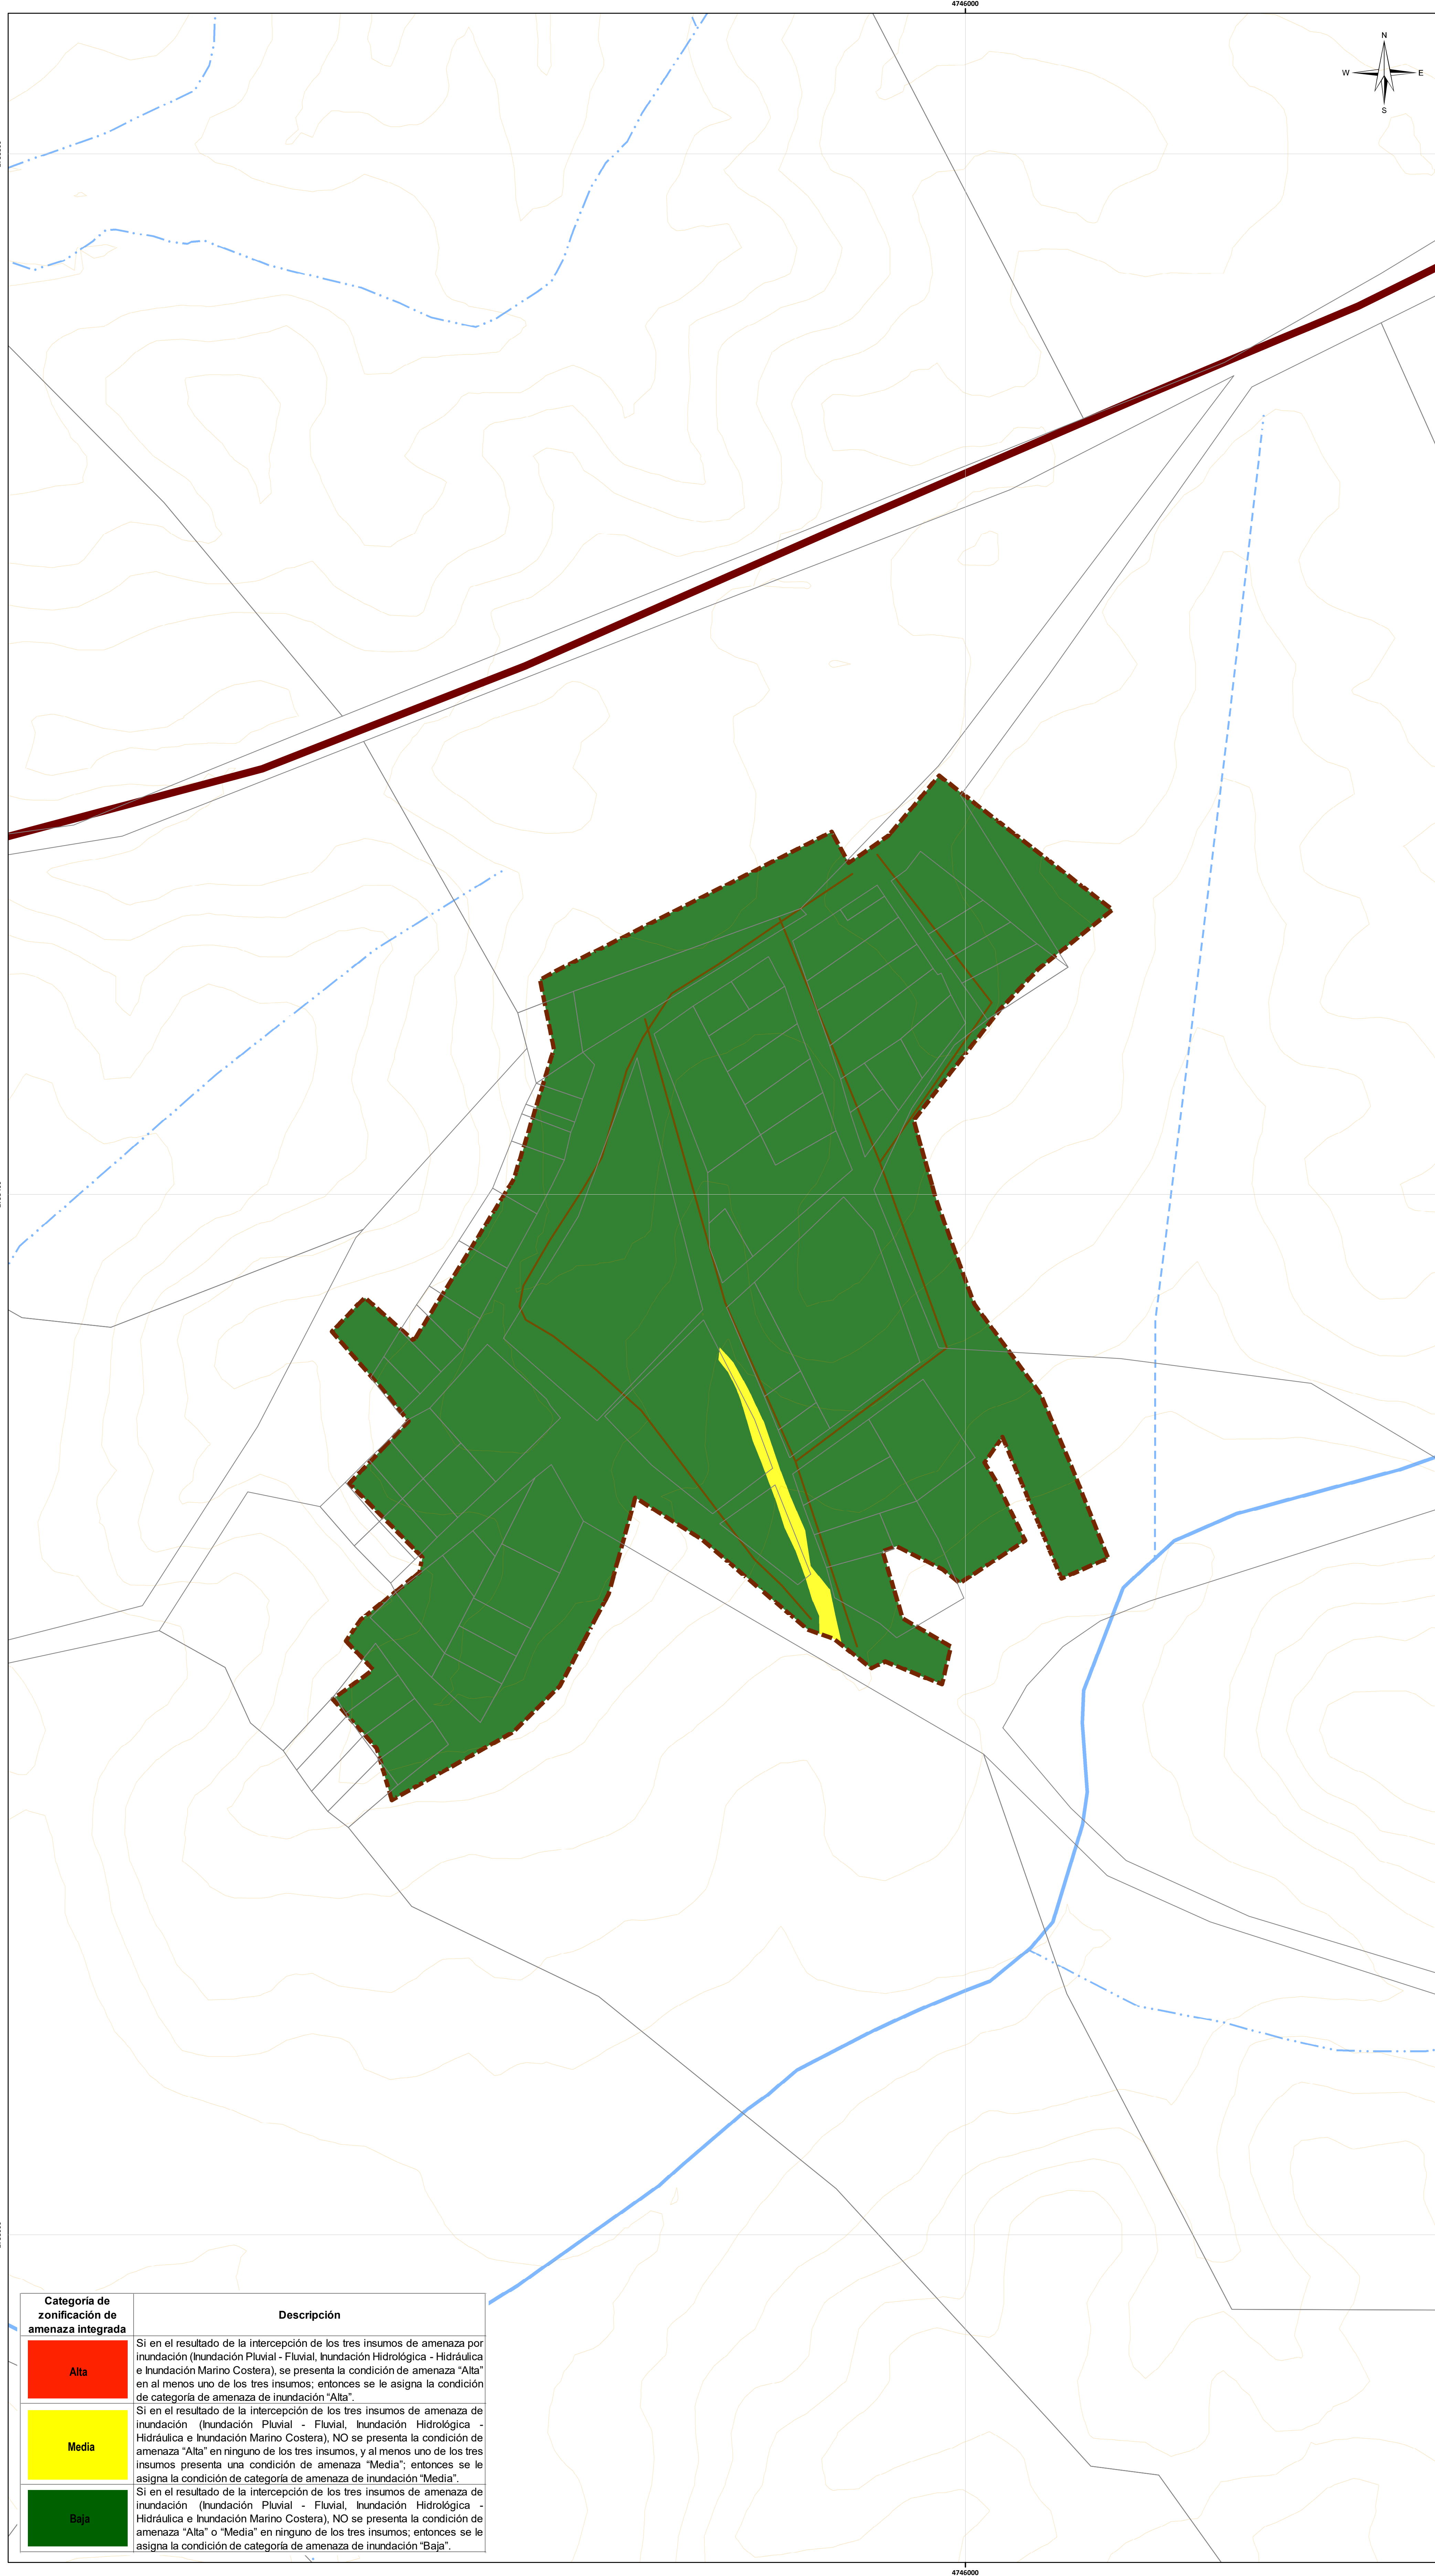 4746000
N
W E
S
Categoría de
zonificación de
amenaza integrada
Descripción
Alta
Si en el resultado de la intercepción de los tres insumos de amenaza por
inundación (Inundación Pluvial - Fluvial, Inundación Hidrológica - Hidráulica
e Inundación Marino Costera), se presenta la condición de amenaza “Alta”
en al menos uno de los tres insumos; entonces se le asigna la condición
de categoría de amenaza de inundación “Alta”.
Media
Si en el resultado de la intercepción de los tres insumos de amenaza de
inundación (Inundación Pluvial - Fluvial, Inundación Hidrológica -
Hidráulica e Inundación Marino Costera), NO se presenta la condición de
amenaza “Alta” en ninguno de los tres insumos, y al menos uno de los tres
insumos presenta una condición de amenaza “Media”; entonces se le
asigna la condición de categoría de amenaza de inundación “Media”.
Baja
Si en el resultado de la intercepción de los tres insumos de amenaza de
inundación (Inundación Pluvial - Fluvial, Inundación Hidrológica -
Hidráulica e Inundación Marino Costera), NO se presenta la condición de
amenaza “Alta” o “Media” en ninguno de los tres insumos; entonces se le
asigna la condición de categoría de amenaza de inundación “Baja”.
4746000